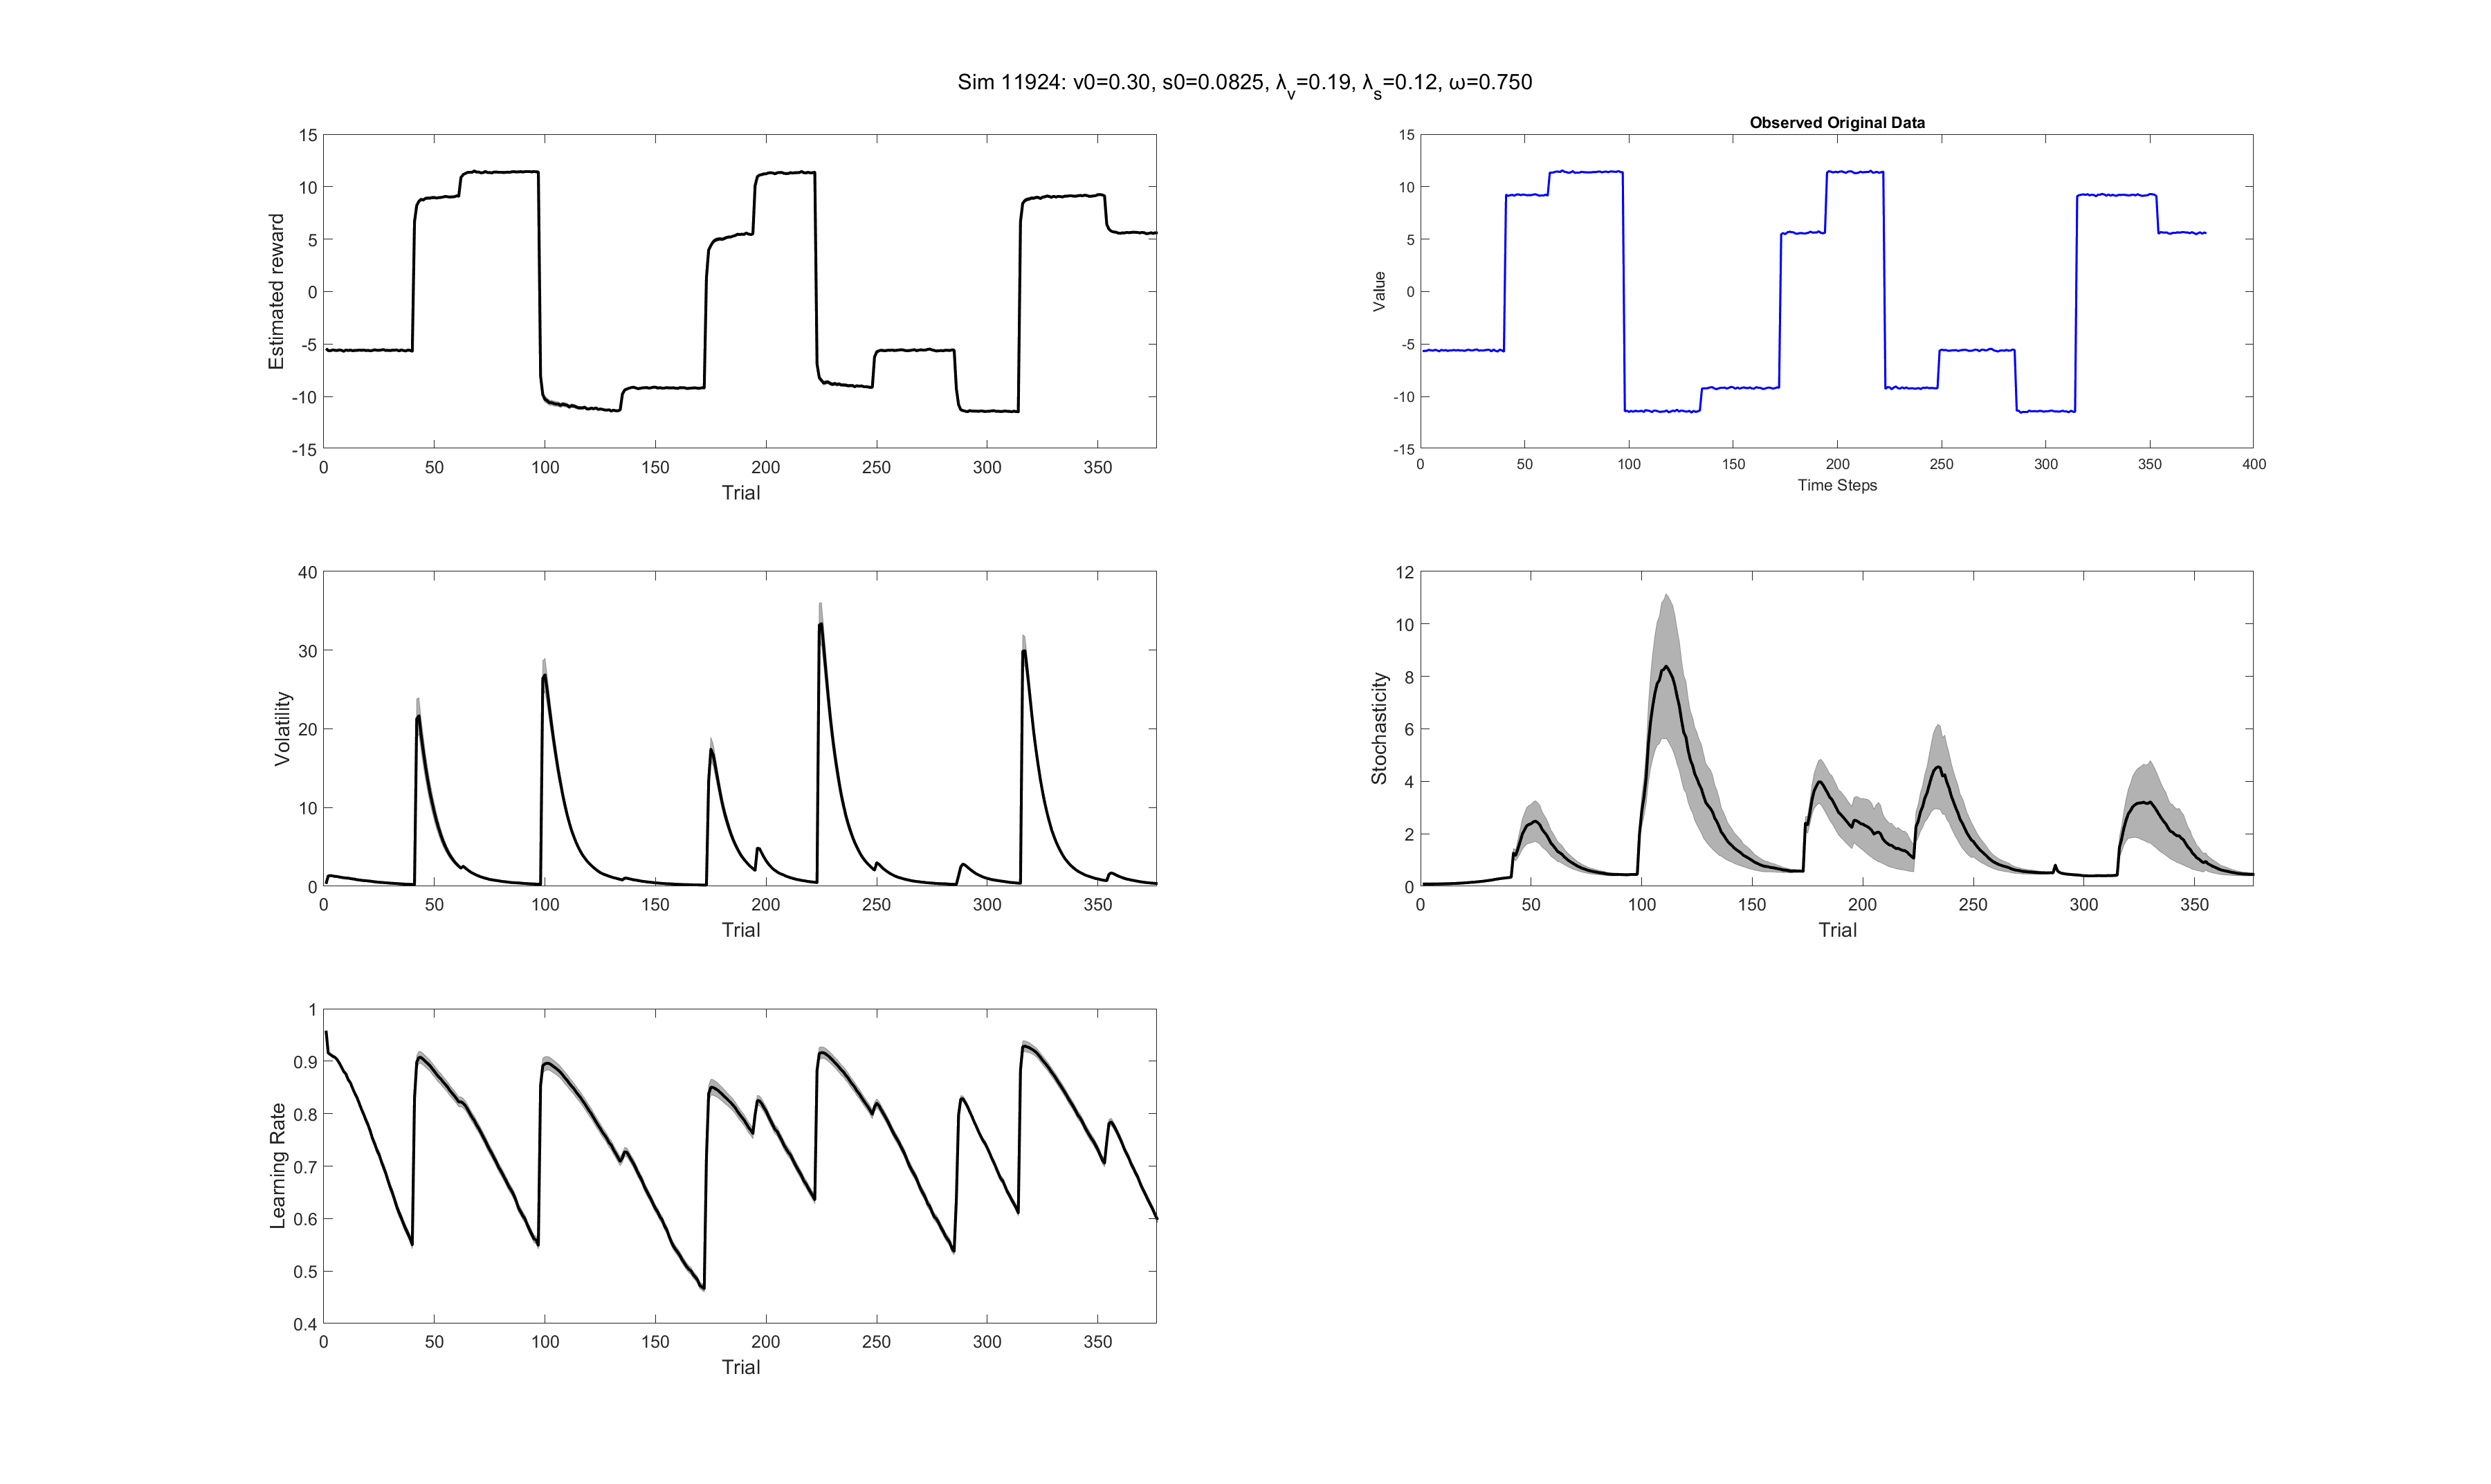 Sim 11924: v0=0.30, s0=0.0825, λv=0.19, λs=0.12, ω=0.750
15
10
5
0
-5
-10
-15
Estimated reward
0 50 100 150 200 250 300 350
Trial
Observed Original Data
15
10
5
0
-5
-10
-15
Value
0 50 100 150 200 250 300 350 400
Time Steps
40
30
20
10
0
Volatility
0 50 100 150 200 250 300 350
Trial
12
10
8
6
4
2
0
Stochasticity
0 50 100 150 200 250 300 350
Trial
1
0.9
0.8
0.7
0.6
0.5
0.4
Learning Rate
0 50 100 150 200 250 300 350
Trial